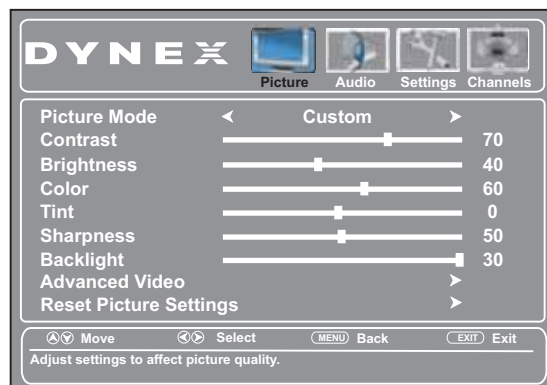 DYNEX
Picture Audio Settings Channels
Picture Mode Custom
Contrast 70
Brightness 40
Color 60
Tint 0
Sharpness 50
Backlight 30
Advanced Video
Reset Picture Settings
Move Select MENU Back EXIT Exit
Adjust settings to affect picture quality.